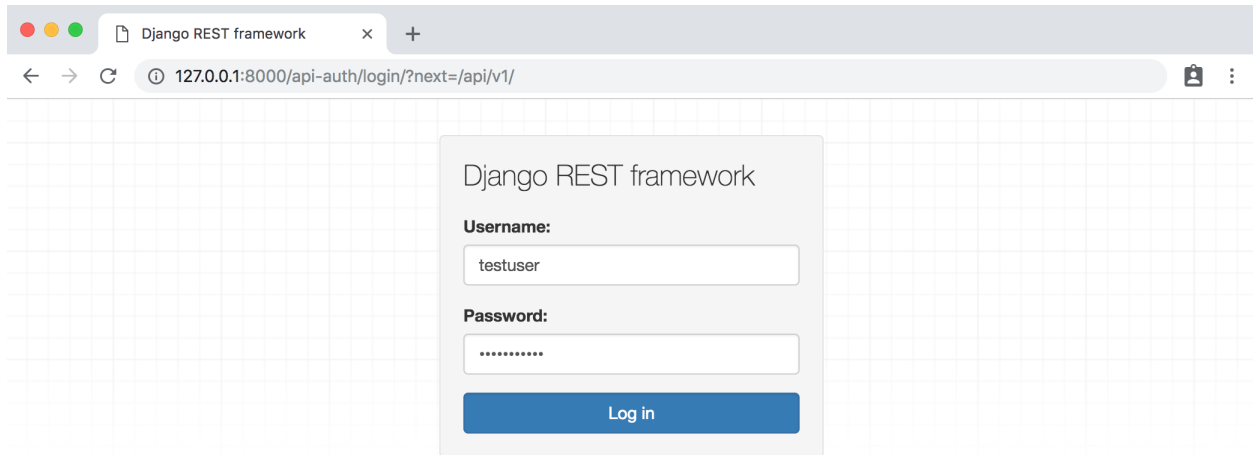 Django REST framework
127.0.0.1:8000/api-auth/login/?next=/api/v1/
Django REST framework
Username:
testuser
Password:
•••••••••••
Log in